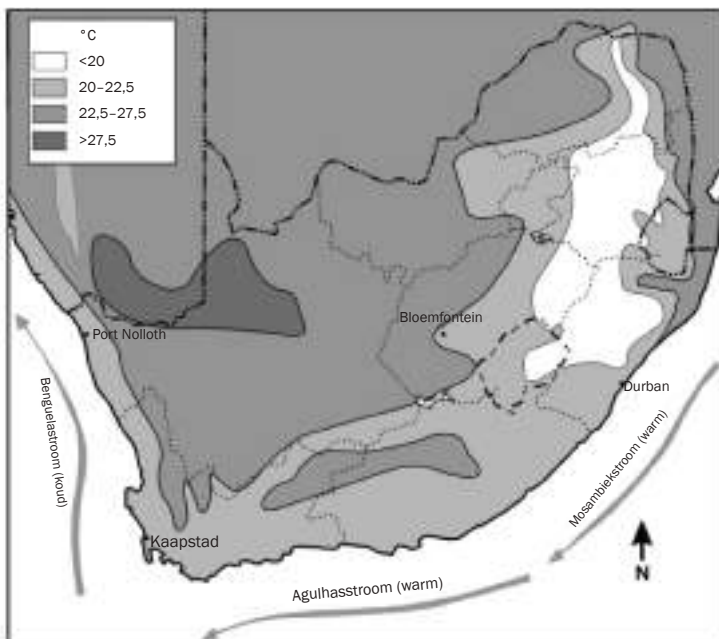 °C
<20
20–22,5
22,5–27,5
>27,5
Bloemfontein
Port Nolloth
Durban
Benguelastroom (koud)
Mosambiekstroom (warm)
Kaapstad
N
Agulhasstroom (warm)